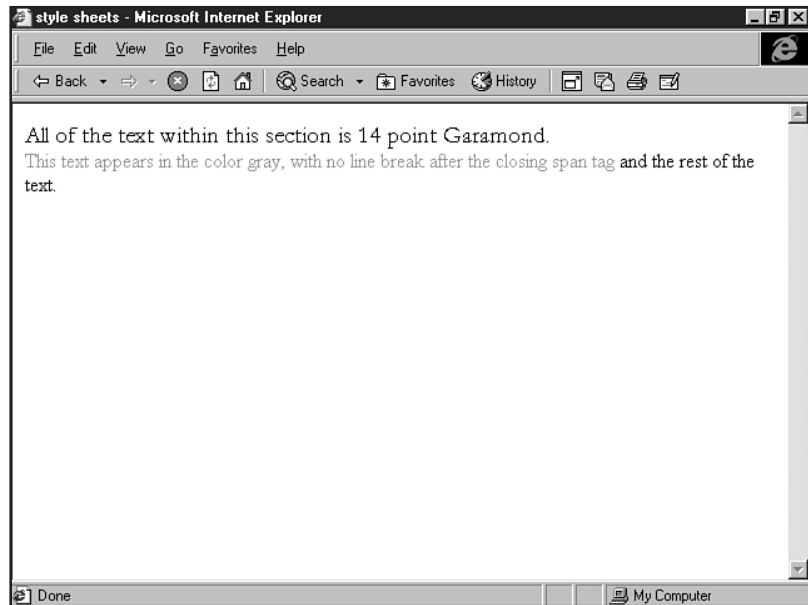 style sheets - Microsoft Internet Explorer
File Edit View Go Favorites Help
Back Search Favorites History
All of the text within this section is 14 point Garamond.
This text appears in the color gray, with no line break after the closing span tag and the rest of the
text.
Done My Computer